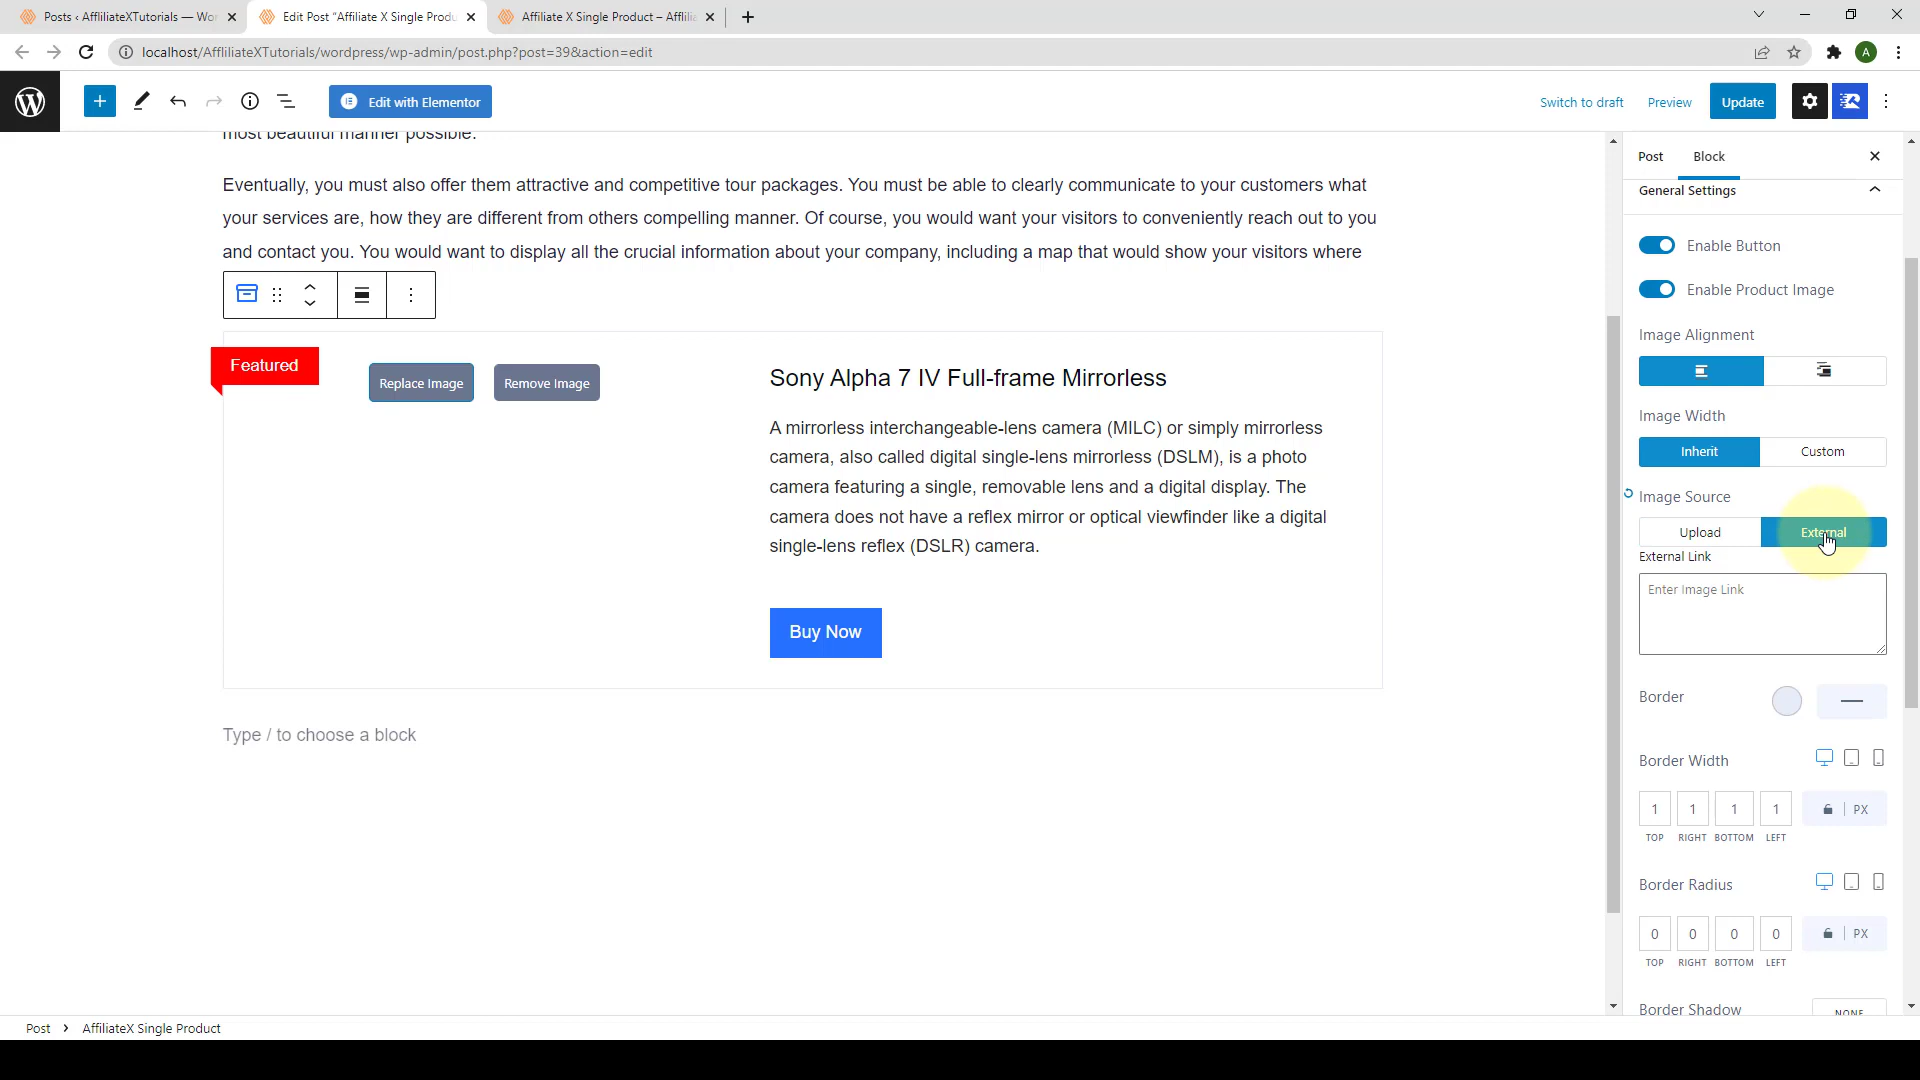 Posts ‹ AffliliateXTutorials — Wor
Edit Post "Affiliate X Single Produ
Affiliate X Single Product – Afflilia
localhost/AffliliateXTutorials/wordpress/wp-admin/post.php?post=39&action=edit
A
Edit with Elementor
Switch to draft
Preview
Update
most beautiful manner possible.
Eventually, you must also offer them attractive and competitive tour packages. You must be able to clearly communicate to your customers what
your services are, how they are different from others compelling manner. Of course, you would want your visitors to conveniently reach out to you
and contact you. You would want to display all the crucial information about your company, including a map that would show your visitors where
Featured
Replace Image
Remove Image
Sony Alpha 7 IV Full-frame Mirrorless
A mirrorless interchangeable-lens camera (MILC) or simply mirrorless
camera, also called digital single-lens mirrorless (DSLM), is a photo
camera featuring a single, removable lens and a digital display. The
camera does not have a reflex mirror or optical viewfinder like a digital
single-lens reflex (DSLR) camera.
Buy Now
Type / to choose a block
Post
Block
General Settings
Enable Button
Enable Product Image
Image Alignment
Image Width
Inherit
Custom
Image Source
Upload
External
External Link
Enter Image Link
Border
Border Width
1 1 1 1 PX
TOP RIGHT BOTTOM LEFT
Border Radius
0 0 0 0 PX
TOP RIGHT BOTTOM LEFT
Border Shadow
NONE
Post
AffiliateX Single Product